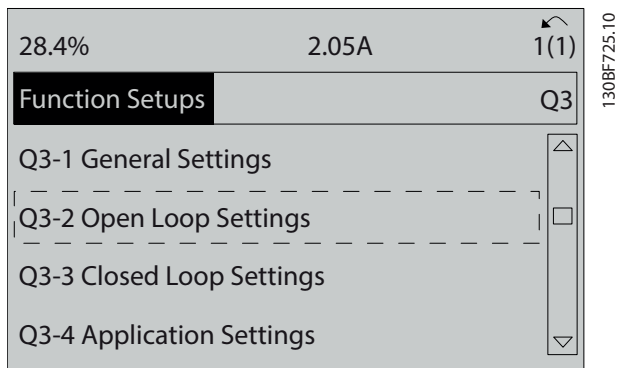 28.4% 2.05A 1(1)
Function Setups Q3
Q3-1 General Settings
Q3-2 Open Loop Settings
Q3-3 Closed Loop Settings
Q3-4 Application Settings
130BF725.10